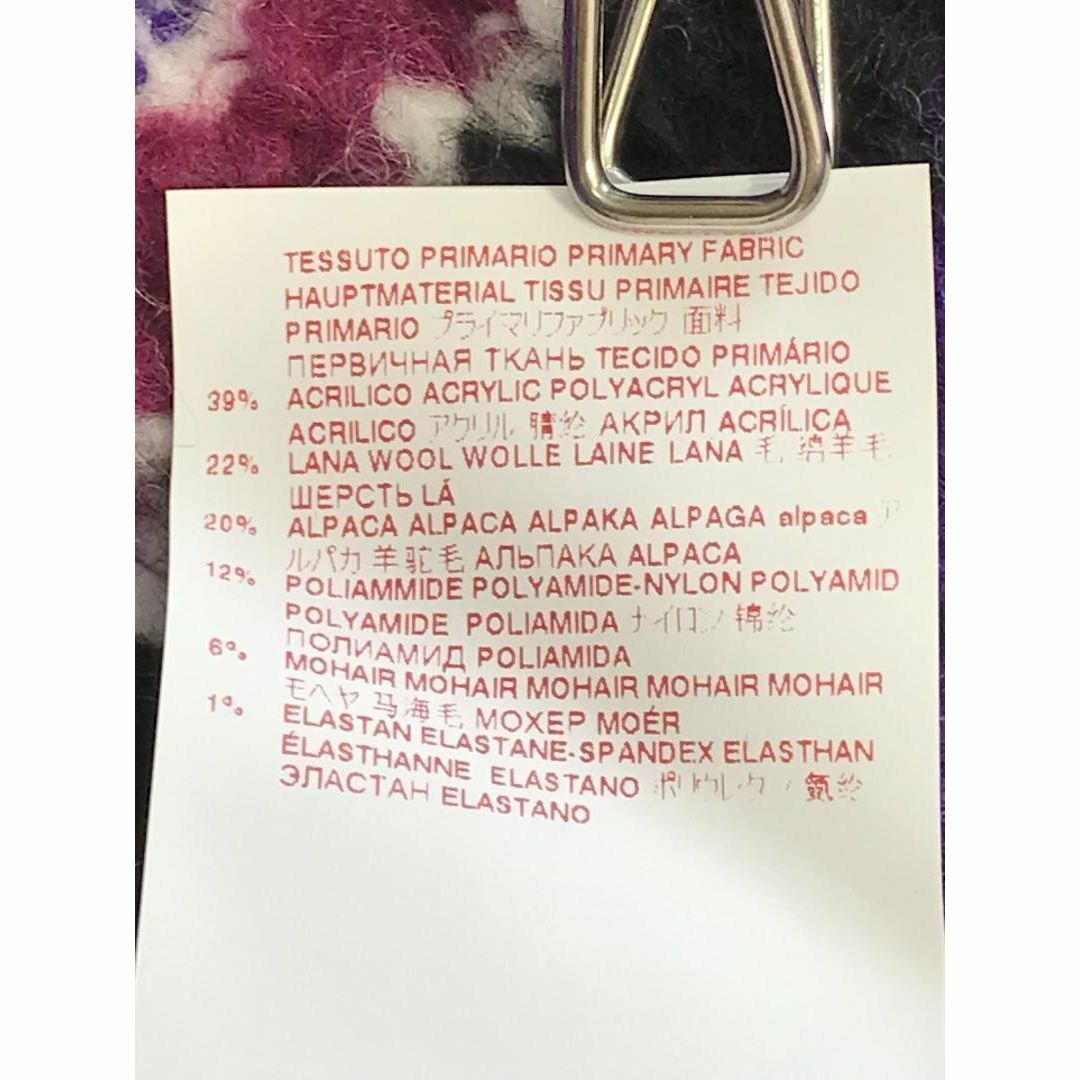 TESSUTO PRIMARIO PRIMARY FABRIC
HAUPTMATERIAL TISSU PRIMAIRE TEJIDO
PRIMARIO プライマリファブリック 面料
ПЕРВИЧНАЯ ТКАНЬ TECIDO PRIMÁRIO
39% ACRILICO ACRYLIC POLYACRYL ACRYLIQUE
ACRILICO アクリル 腈纶 АКРИЛ ACRÍLICA
22% LANA WOOL WOLLE LAINE LANA 毛 绵羊毛
ШЕРСТЬ LÁ
20% ALPACA ALPACA ALPAKA ALPAGA alpaca ア
ルパカ 羊驼毛 АЛЬПАКА ALPACA
12% POLIAMMIDE POLYAMIDE-NYLON POLYAMID
POLYAMIDE POLIAMIDA ナイロン 锦纶
ПОЛИАМИД POLIAMIDA
6% MOHAIR MOHAIR MOHAIR MOHAIR MOHAIR
モヘヤ 马海毛 МОХЕР MOÉR
1% ELASTAN ELASTANE-SPANDEX ELASTHAN
ÉLASTHANNE ELASTANO ポリウレタン 氨纶
ЭЛАСТАН ELASTANO